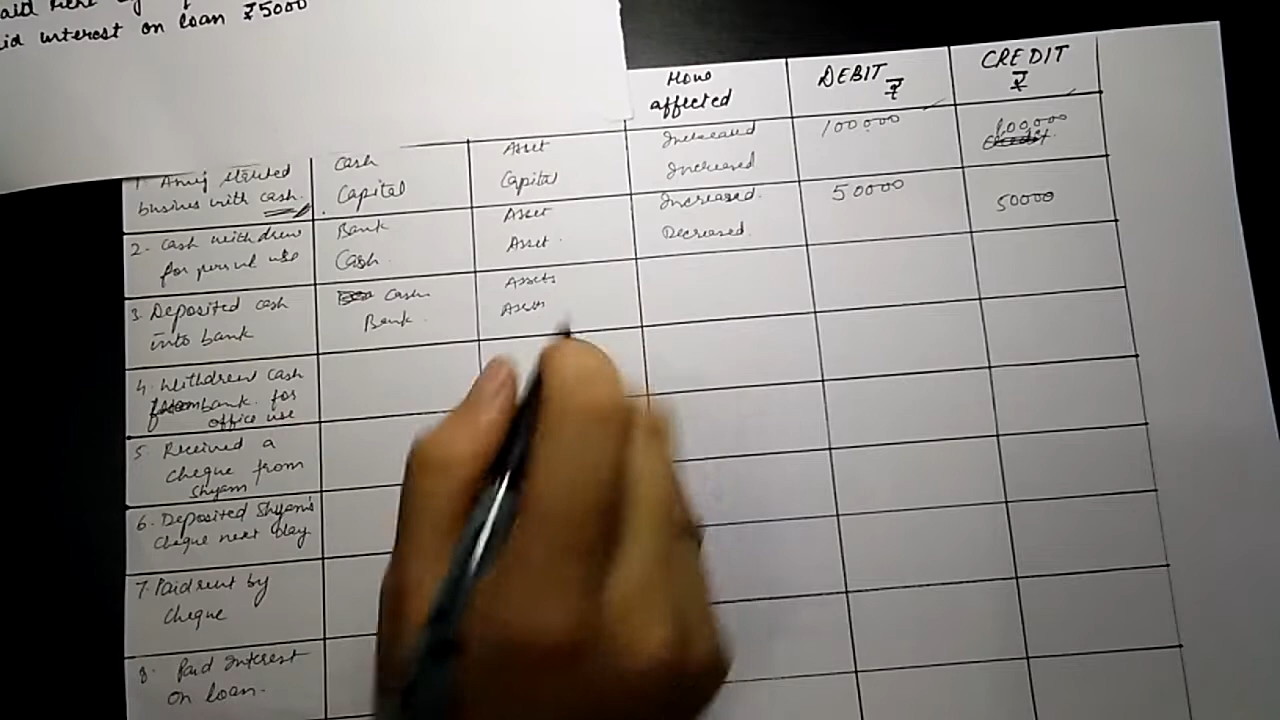 aid
id interest on loan ₹5000
How affected
DEBIT ₹
CREDIT ₹
1. Anuj started
busines with cash.
Cash
Capital
Asset
Capital
Increased
Increased
100000
100000
2. Cash withdrew
for use
Bank
Cash
Asset
Asset
Increased
Decreased
50000
50000
3. Deposited cash
into bank
Cash
Bank
Assets
Assets
4. Withdrew cash
from bank for
office use
5. Received a
cheque from
shyam
6. Deposited Shyam's
cheque next day
7. Paid rent by
cheque
8. Paid Interest
on loan.